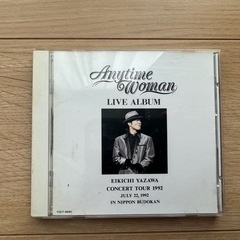 Anytime
Woman
LIVE ALBUM
EIKICHI YAZAWA
CONCERT TOUR 1992
JULY 22, 1992
IN NIPPON BUDOKAN